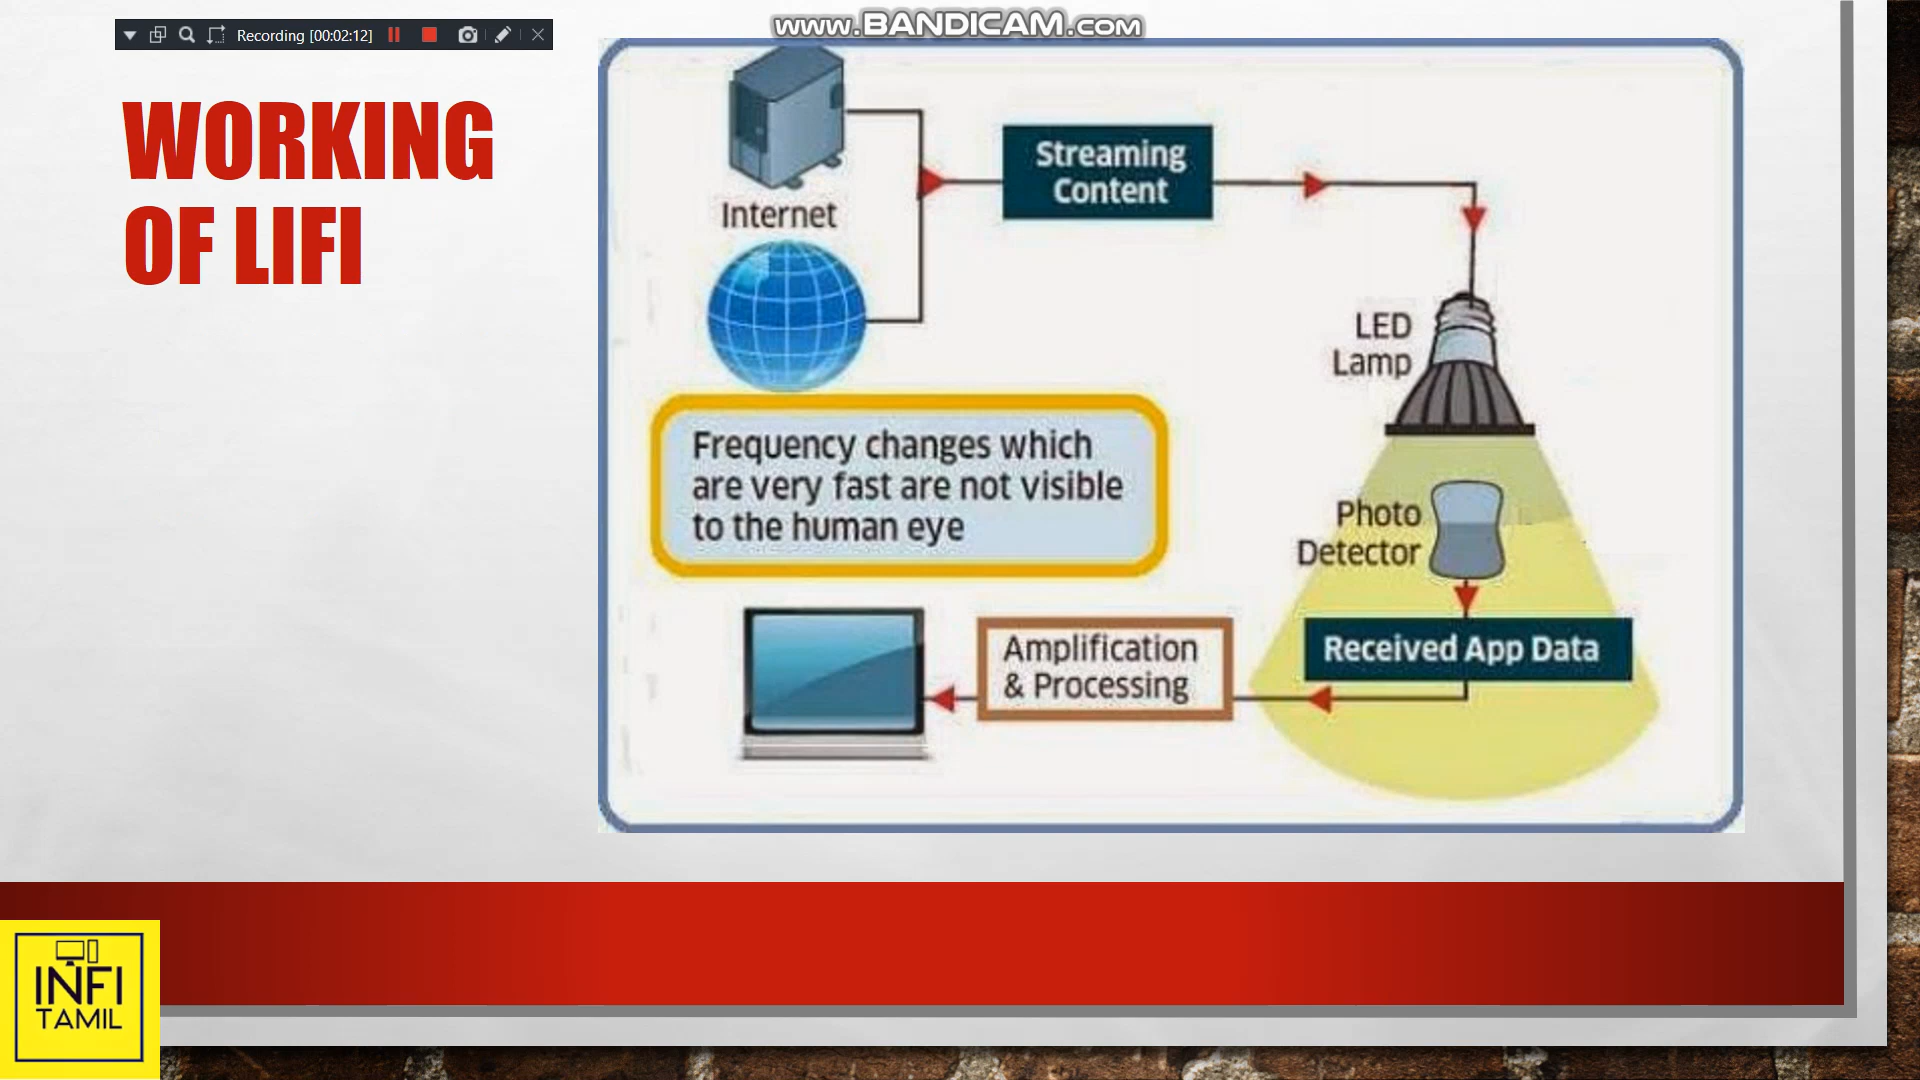 www.BANDICAM.com
Recording [00:02:12]
WORKING
OF LIFI
Internet
Streaming
Content
LED
Lamp
Frequency changes which
are very fast are not visible
to the human eye
Photo
Detector
Received App Data
Amplification
& Processing
INFI
TAMIL